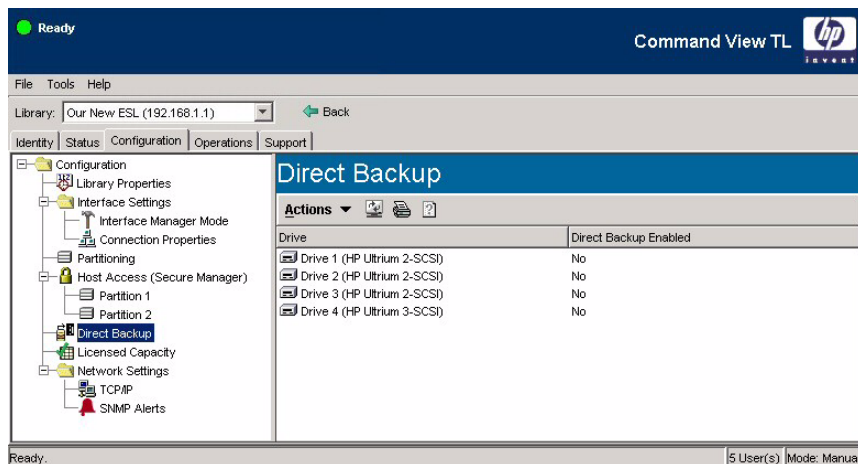 Ready
Command View TL
hp
invent
File Tools Help
Library: Our New ESL (192.168.1.1) Back
Identity Status Configuration Operations Support
Configuration
Library Properties
Interface Settings
Interface Manager Mode
Connection Properties
Partitioning
Host Access (Secure Manager)
Partition 1
Partition 2
Direct Backup
Licensed Capacity
Network Settings
TCP/IP
SNMP Alerts
Direct Backup
Actions
Drive Direct Backup Enabled
Drive 1 (HP Ultrium 2-SCSI) No
Drive 2 (HP Ultrium 2-SCSI) No
Drive 3 (HP Ultrium 2-SCSI) No
Drive 4 (HP Ultrium 3-SCSI) No
Ready. 5 User(s) Mode: Manua